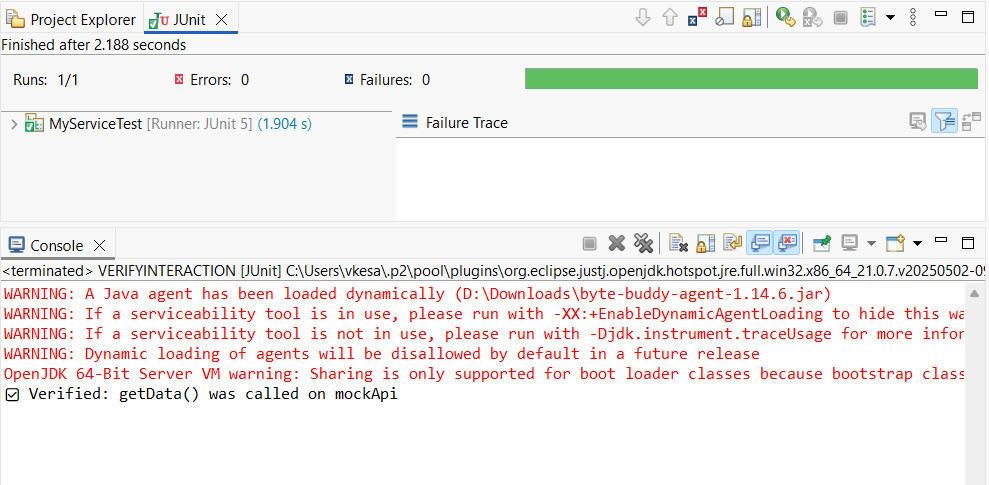 Project Explorer JUnit
Finished after 2.188 seconds
Runs: 1/1 Errors: 0 Failures: 0
MyServiceTest [Runner: JUnit 5] (1.904 s)
Failure Trace
Console
<terminated> VERIFYINTERACTION [JUnit] C:\Users\vkesa\.p2\pool\plugins\org.eclipse.justj.openjdk.hotspot.jre.full.win32.x86_64_21.0.7.v20250502-09
WARNING: A Java agent has been loaded dynamically (D:\Downloads\byte-buddy-agent-1.14.6.jar)
WARNING: If a serviceability tool is in use, please run with -XX:+EnableDynamicAgentLoading to hide this wa
WARNING: If a serviceability tool is not in use, please run with -Djdk.instrument.traceUsage for more infor
WARNING: Dynamic loading of agents will be disallowed by default in a future release
OpenJDK 64-Bit Server VM warning: Sharing is only supported for boot loader classes because bootstrap class
Verified: getData() was called on mockApi